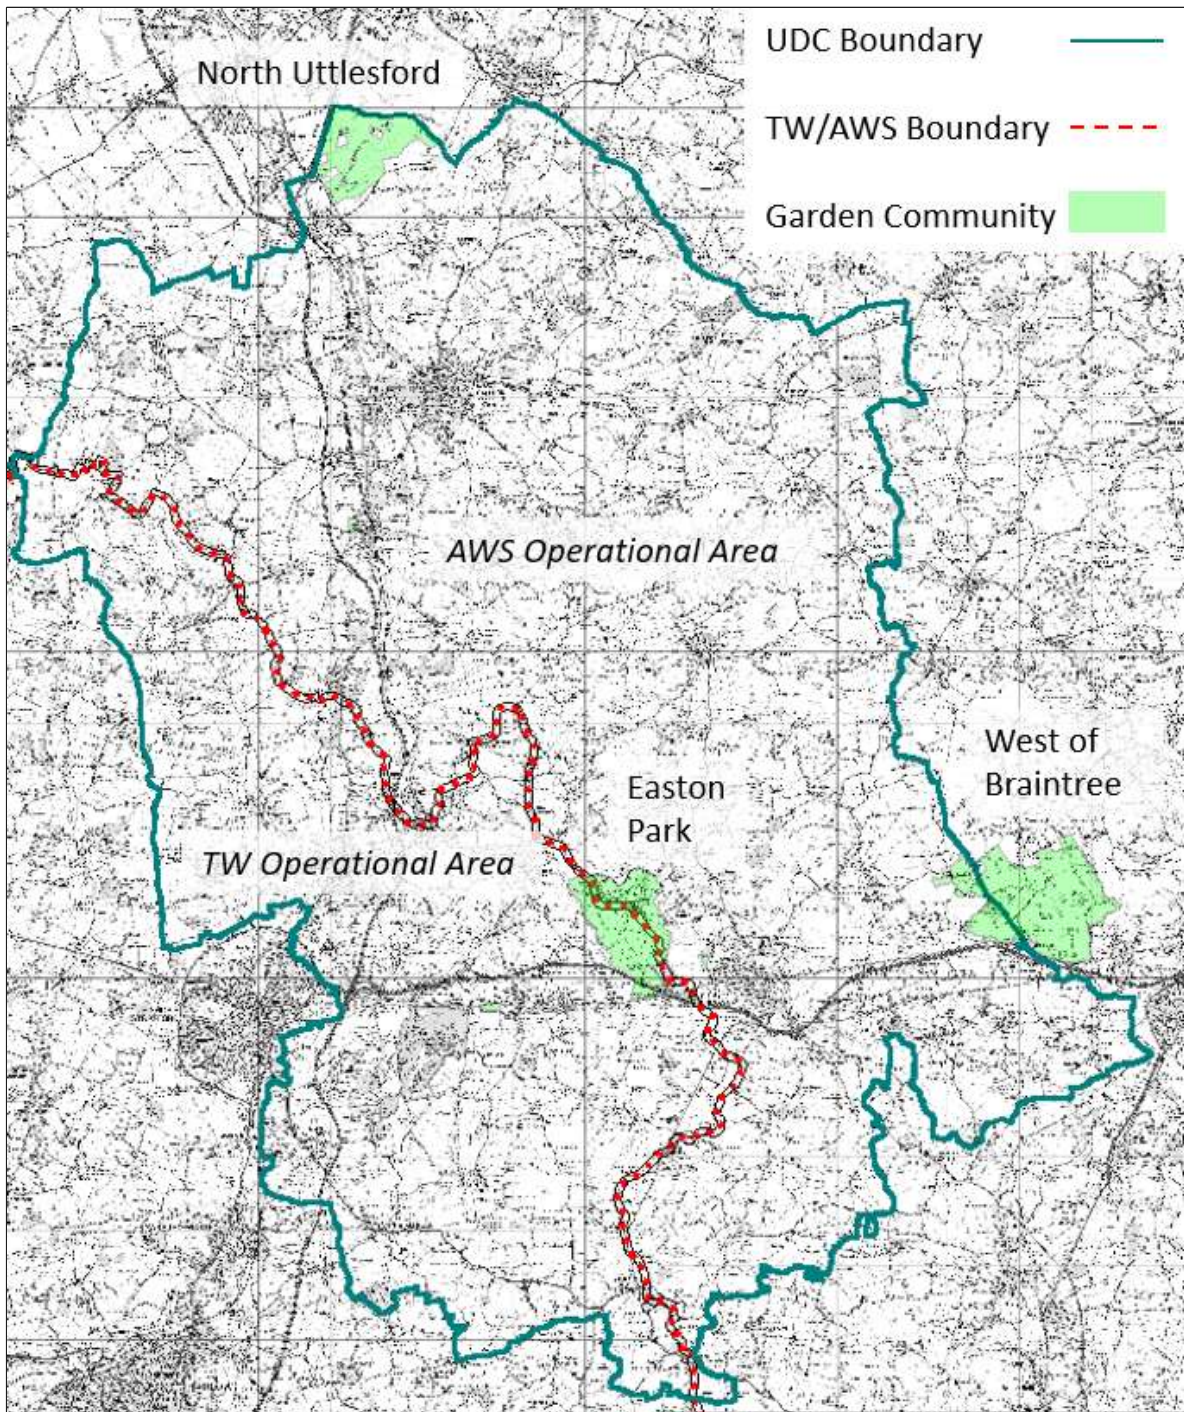 North Uttlesford
UDC Boundary
TW/AWS Boundary
Garden Community
AWS Operational Area
West of
Braintree
Easton
Park
TW Operational Area